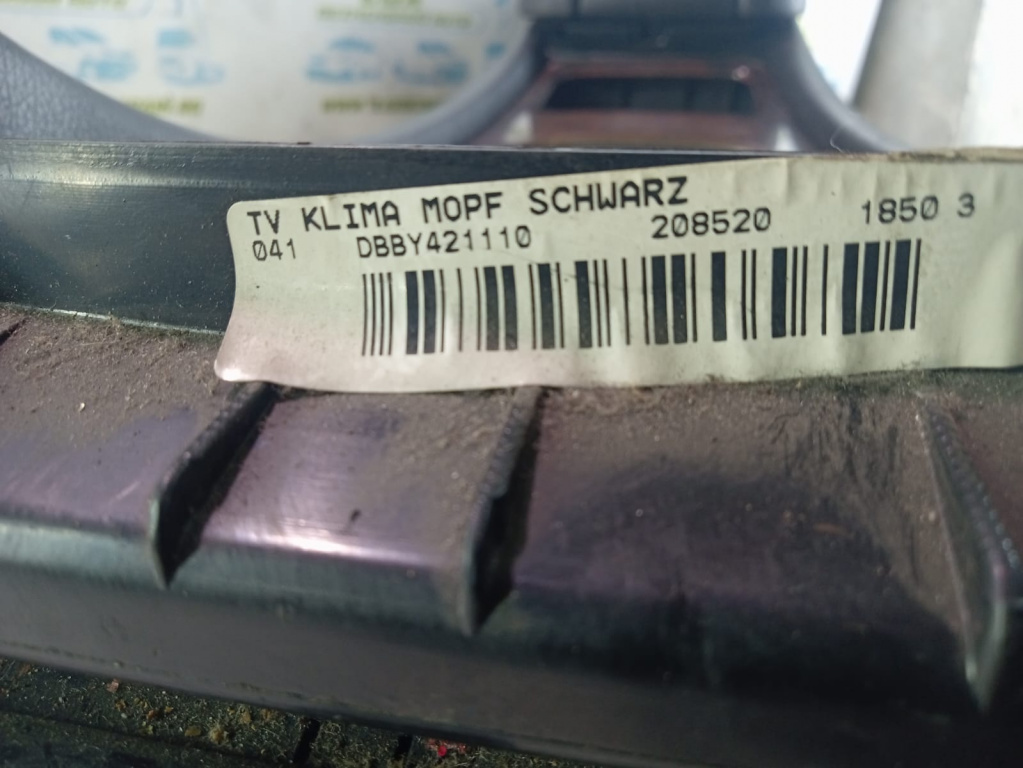 TV KLIMA MOPF SCHWARZ
041 DBBY421110 208520 1850 3